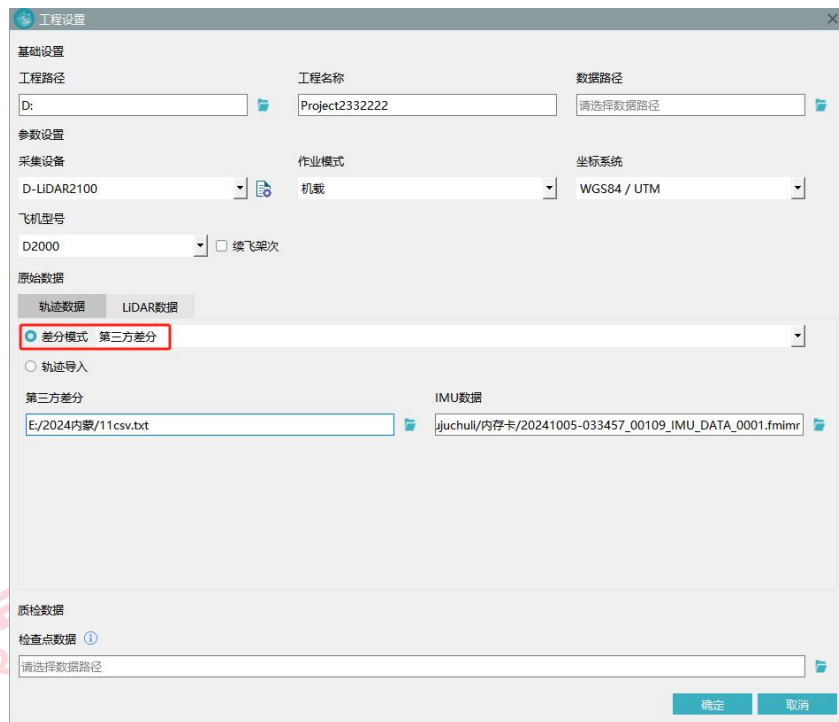 工程设置
基础设置
工程路径 工程名称 数据路径
D: Project2332222 请选择数据路径
参数设置
采集设备 作业模式 坐标系统
D-LiDAR2100 机载 WGS84 / UTM
飞机型号
D2000 续飞架次
原始数据
轨迹数据 LiDAR数据
差分模式 第三方差分
轨迹导入
第三方差分 IMU数据
E:/2024内蒙/11csv.txt ujuchuli/内存卡/20241005-033457_00109_IMU_DATA_0001.fmimr
质检数据
检查点数据
请选择数据路径
确定 取消